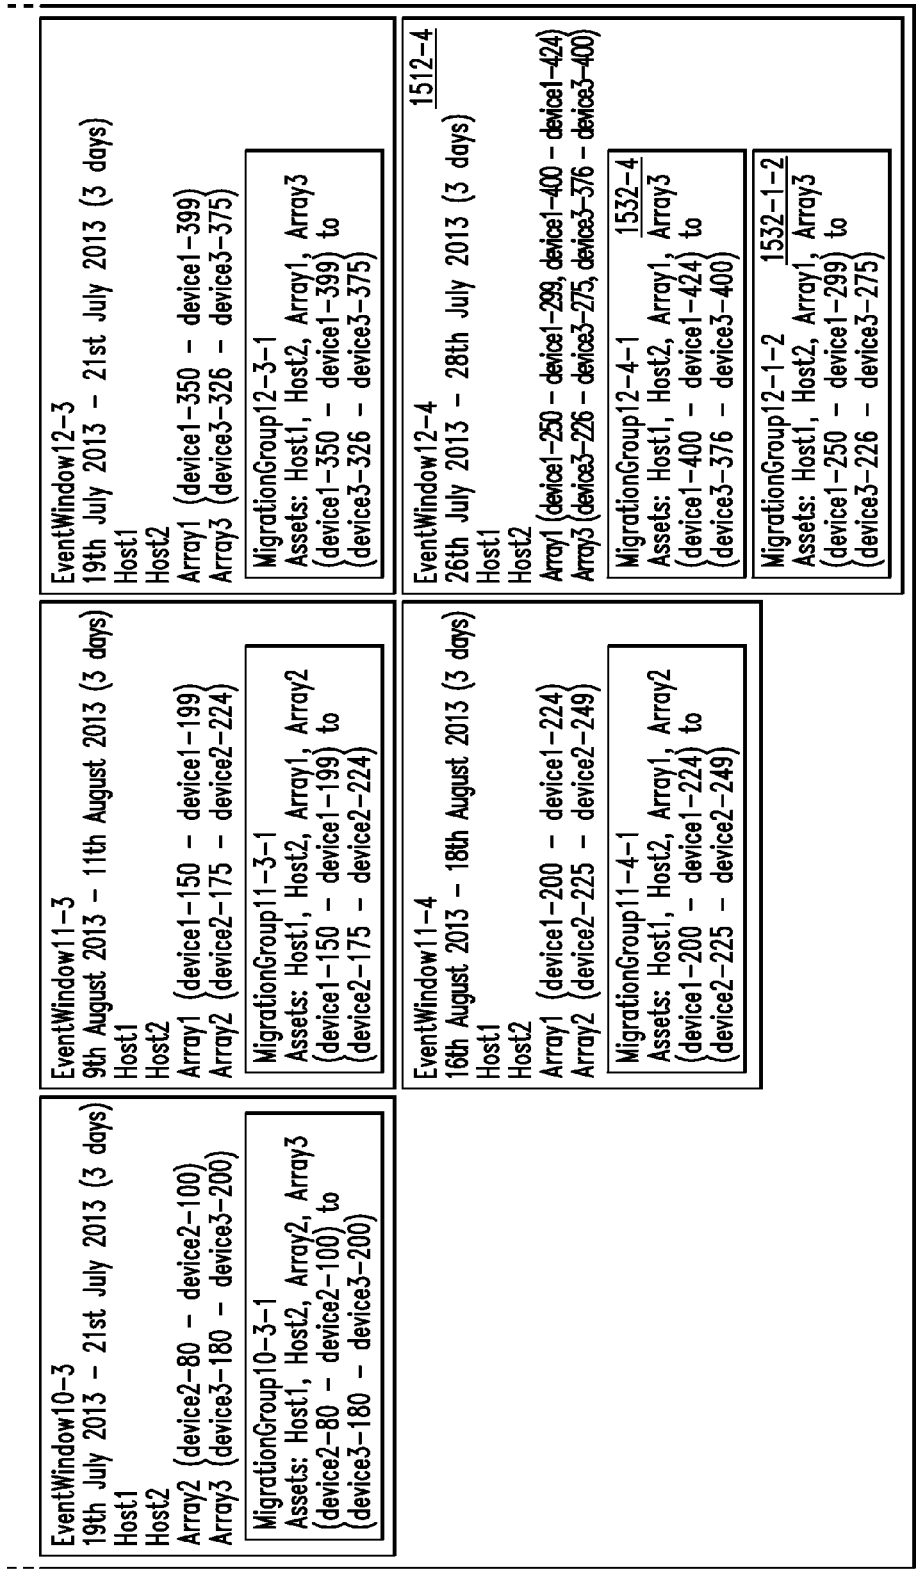 EventWindow10-3
19th July 2013 - 21st July 2013 (3 days)
Host1
Host2
Array2 (device2-80 - device2-100)
Array3 (device3-180 - device3-200)
MigrationGroup10-3-1
Assets: Host1, Host2, Array2, Array3
(device2-80 - device2-100) to
(device3-180 - device3-200)
EventWindow11-3
9th August 2013 - 11th August 2013 (3 days)
Host1
Host2
Array1 (device1-150 - device1-199)
Array2 (device2-175 - device2-224)
MigrationGroup11-3-1
Assets: Host1, Host2, Array1, Array2
(device1-150 - device1-199) to
(device2-175 - device2-224)
EventWindow12-3
19th July 2013 - 21st July 2013 (3 days)
Host1
Host2
Array1 (device1-350 - device1-399)
Array3 (device3-326 - device3-375)
MigrationGroup12-3-1
Assets: Host1, Host2, Array1, Array3
(device1-350 - device1-399) to
(device3-326 - device3-375)
EventWindow11-4
16th August 2013 - 18th August 2013 (3 days)
Host1
Host2
Array1 (device1-200 - device1-224)
Array2 (device2-225 - device2-249)
MigrationGroup11-4-1
Assets: Host1, Host2, Array1, Array2
(device1-200 - device1-224) to
(device2-225 - device2-249)
EventWindow12-4 1512-4
26th July 2013 - 28th July 2013 (3 days)
Host1
Host2
Array1 (device1-250 - device1-299, device1-400 - device1-424)
Array3 (device3-226 - device3-275, device3-376 - device3-400)
MigrationGroup12-4-1 1532-4
Assets: Host1, Host2, Array1, Array3
(device1-400 - device1-424) to
(device3-376 - device3-400)
MigrationGroup12-1-2 1532-1-2
Assets: Host1, Host2, Array1, Array3
(device1-250 - device1-299) to
(device3-226 - device3-275)